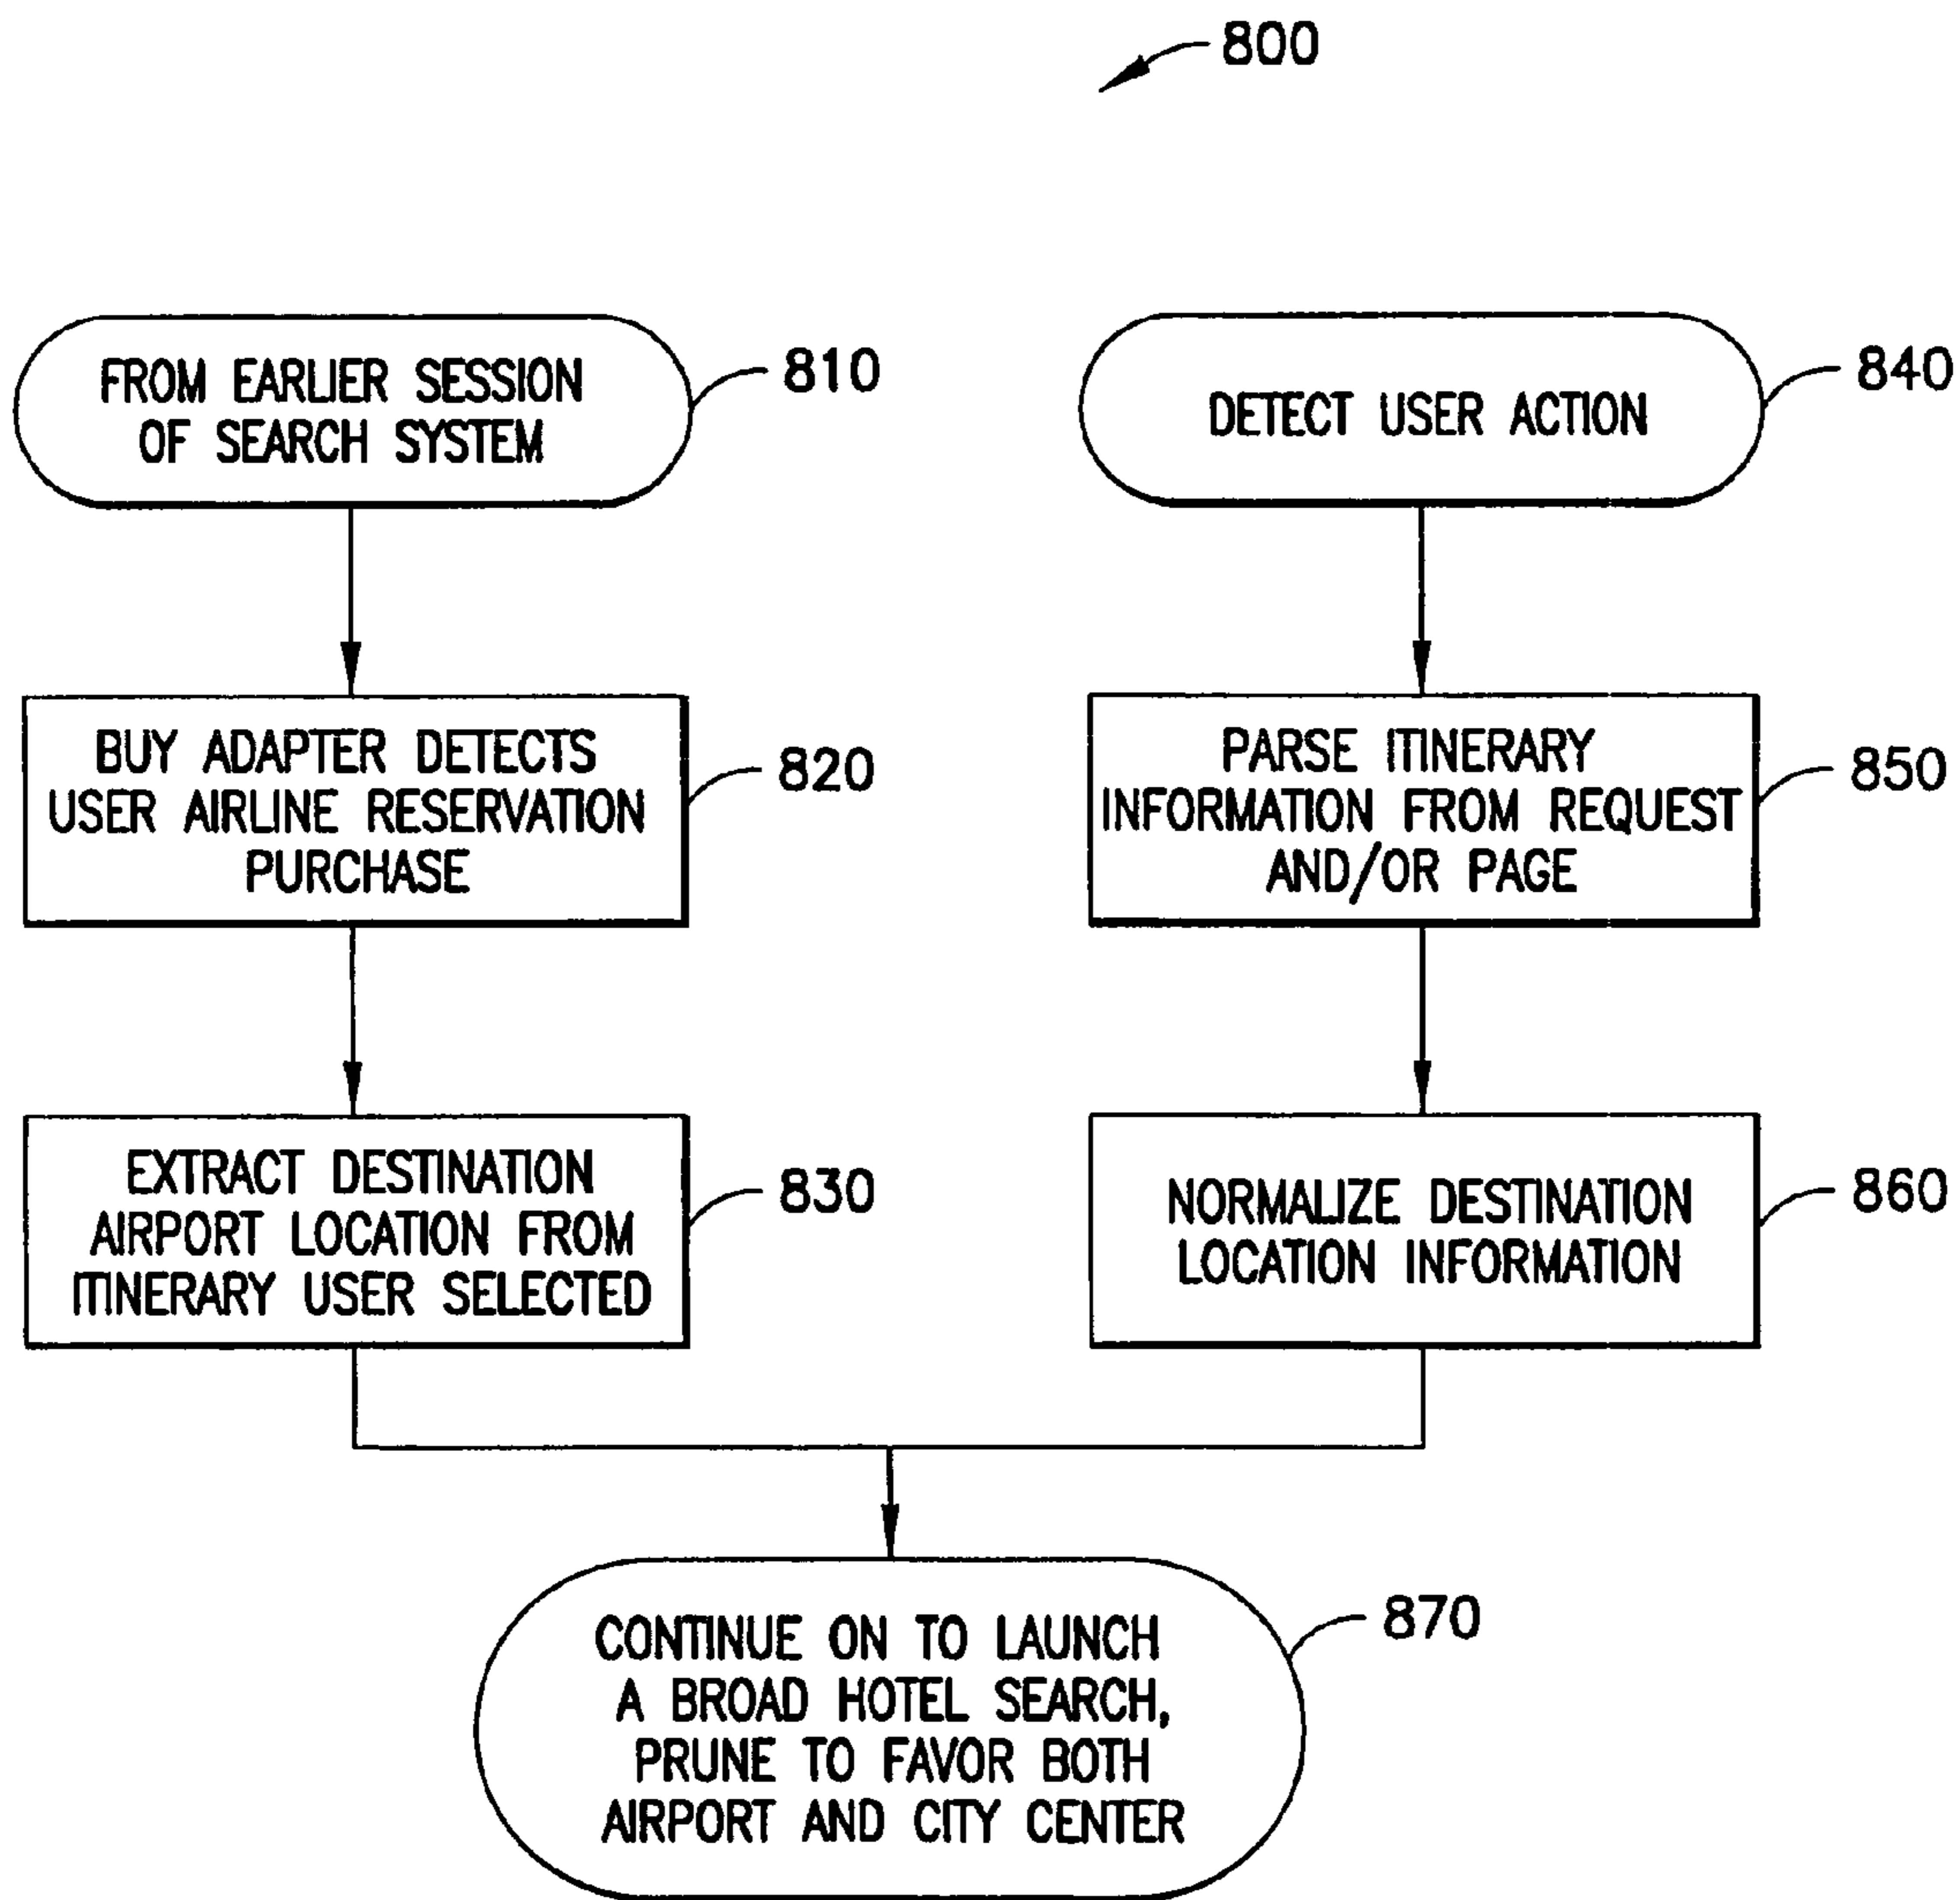 800
FROM EARLIER SESSION
OF SEARCH SYSTEM
810
BUY ADAPTER DETECTS
USER AIRLINE RESERVATION
PURCHASE
820
EXTRACT DESTINATION
AIRPORT LOCATION FROM
ITINERARY USER SELECTED
830
DETECT USER ACTION
840
PARSE ITINERARY
INFORMATION FROM REQUEST
AND/OR PAGE
850
NORMALIZE DESTINATION
LOCATION INFORMATION
860
CONTINUE ON TO LAUNCH
A BROAD HOTEL SEARCH,
PRUNE TO FAVOR BOTH
AIRPORT AND CITY CENTER
870